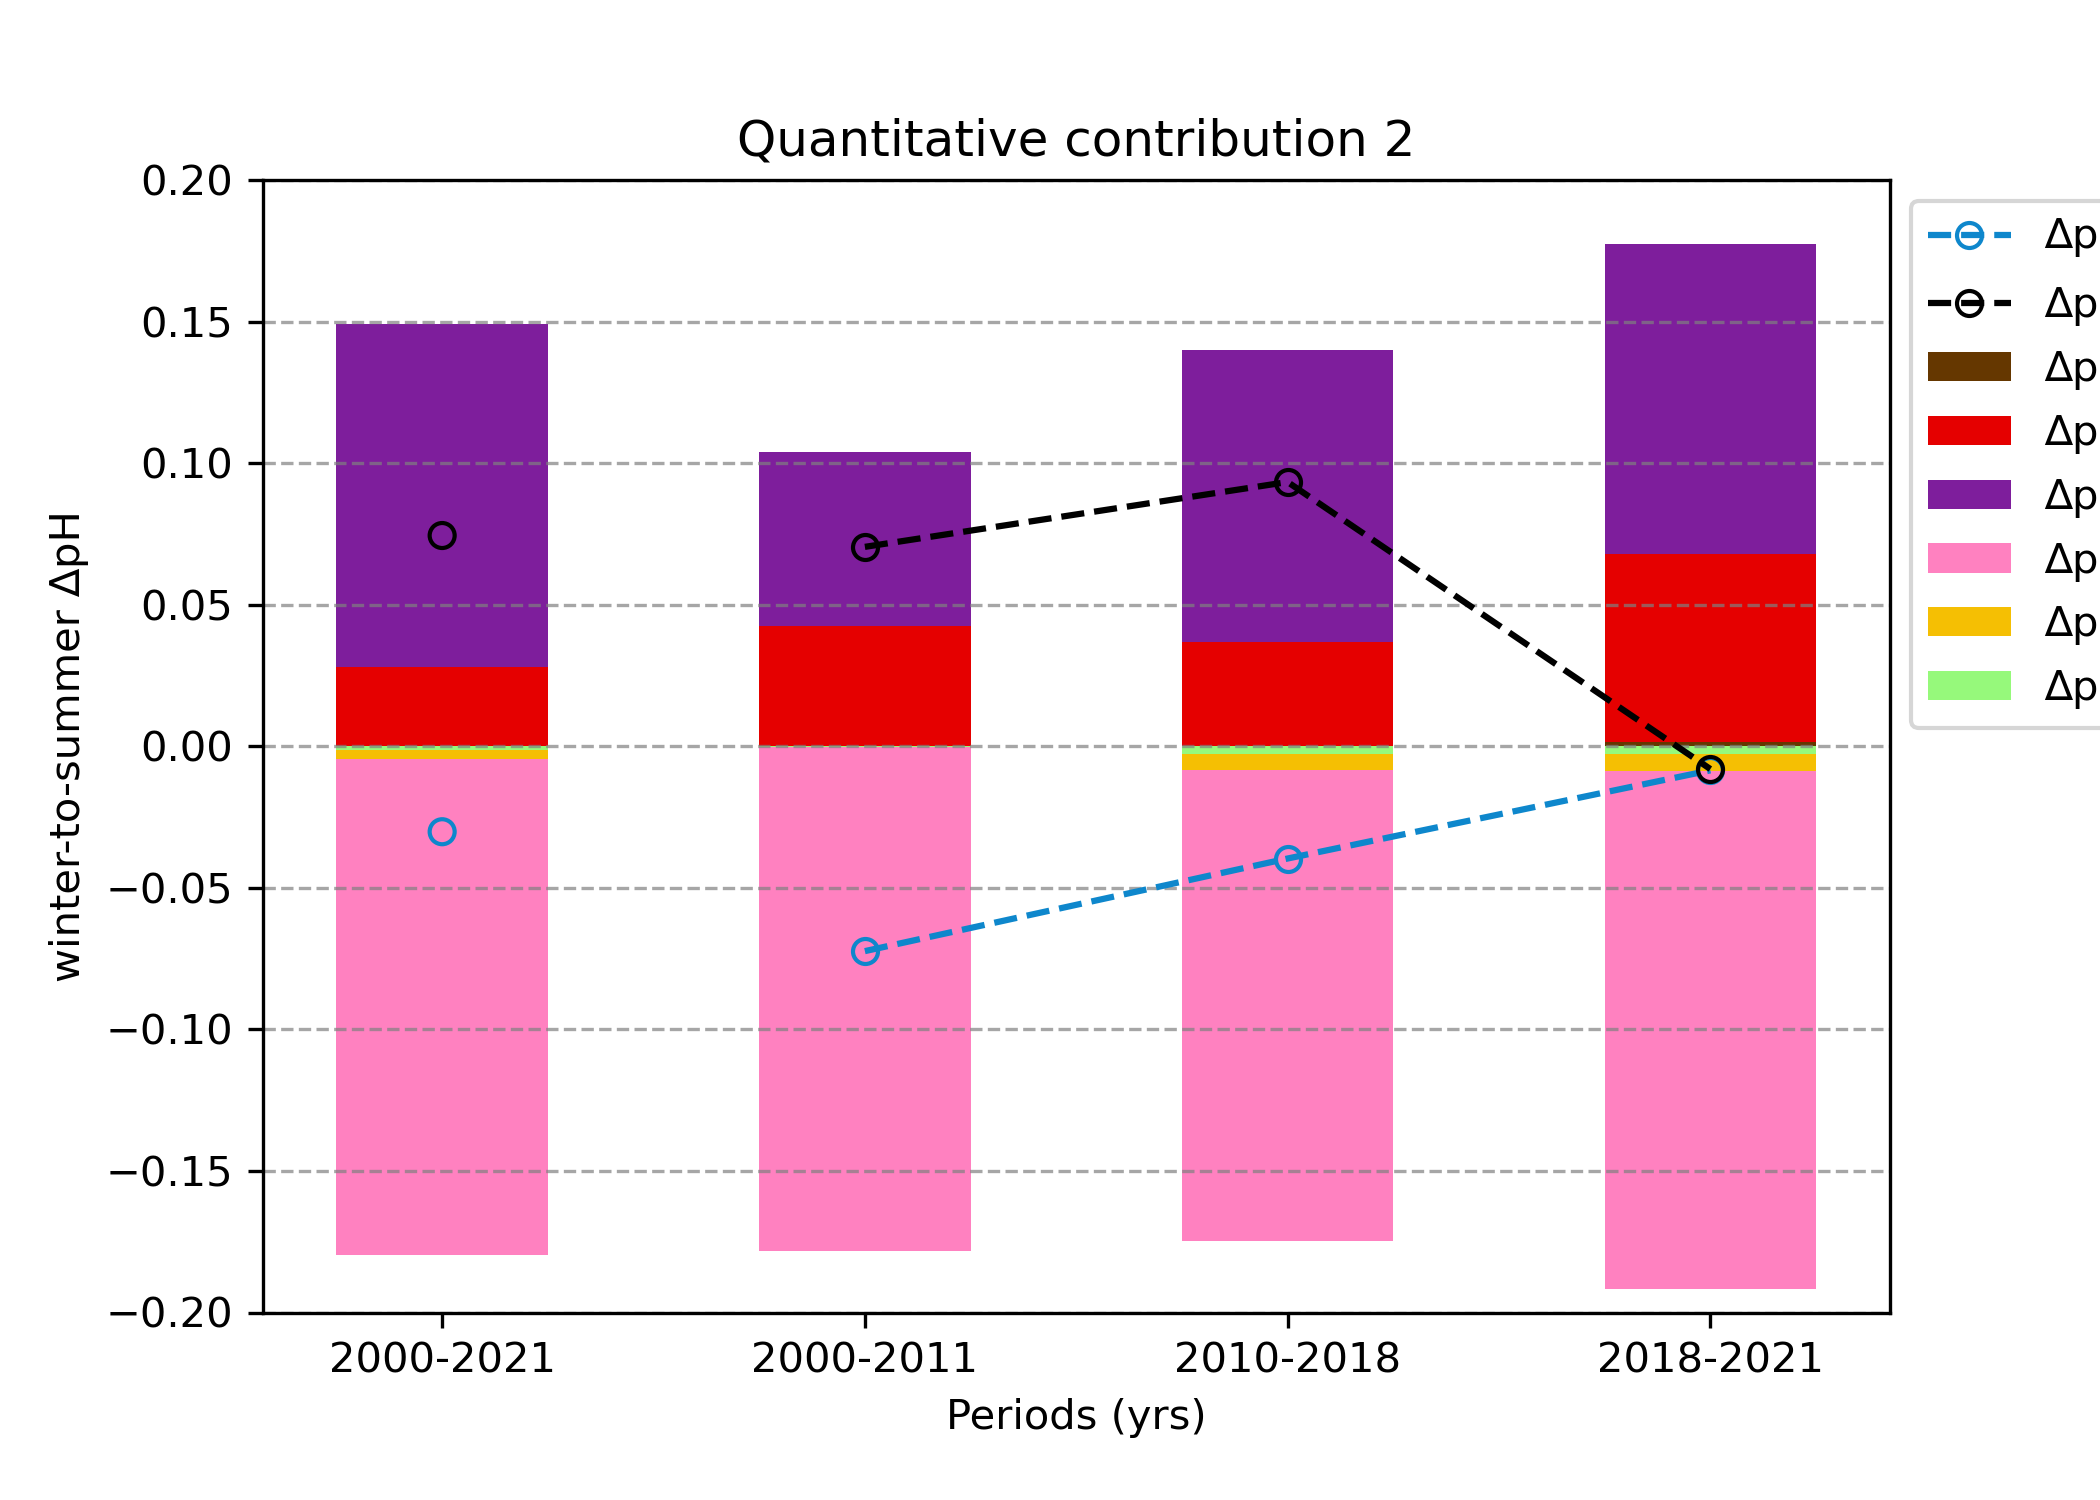 Quantitative contribution 2
0.20
0.15
0.10
0.05
0.00
−0.05
−0.10
−0.15
−0.20
winter-to-summer ΔpH
2000-2021
2000-2011
2010-2018
2018-2021
Periods (yrs)
Δp
Δp
Δp
Δp
Δp
Δp
Δp
Δp